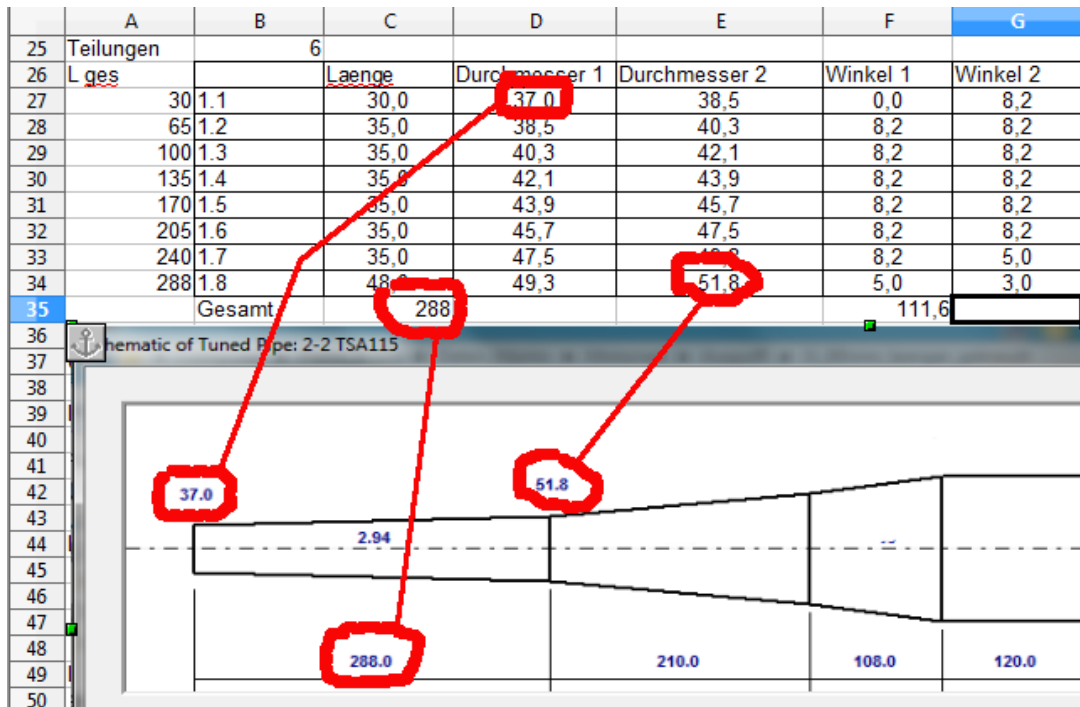 A B C D E F G
25 Teilungen 6
26 L ges Laenge Durchmesser 1 Durchmesser 2 Winkel 1 Winkel 2
27 30 1.1 30,0 37,0 38,5 0,0 8,2
28 65 1.2 35,0 38,5 40,3 8,2 8,2
29 100 1.3 35,0 40,3 42,1 8,2 8,2
30 135 1.4 35,0 42,1 43,9 8,2 8,2
31 170 1.5 35,0 43,9 45,7 8,2 8,2
32 205 1.6 35,0 45,7 47,5 8,2 8,2
33 240 1.7 35,0 47,5 8,2 5,0
34 288 1.8 49,3 51,8 5,0 3,0
35 Gesamt 288 111,6
36
hematic of Tuned Pipe: 2-2 TSA115
37
38
39
40
41
42
43
44
45
46
47
48
49
50
37.0 51.8
2.94
288.0 210.0 108.0 120.0